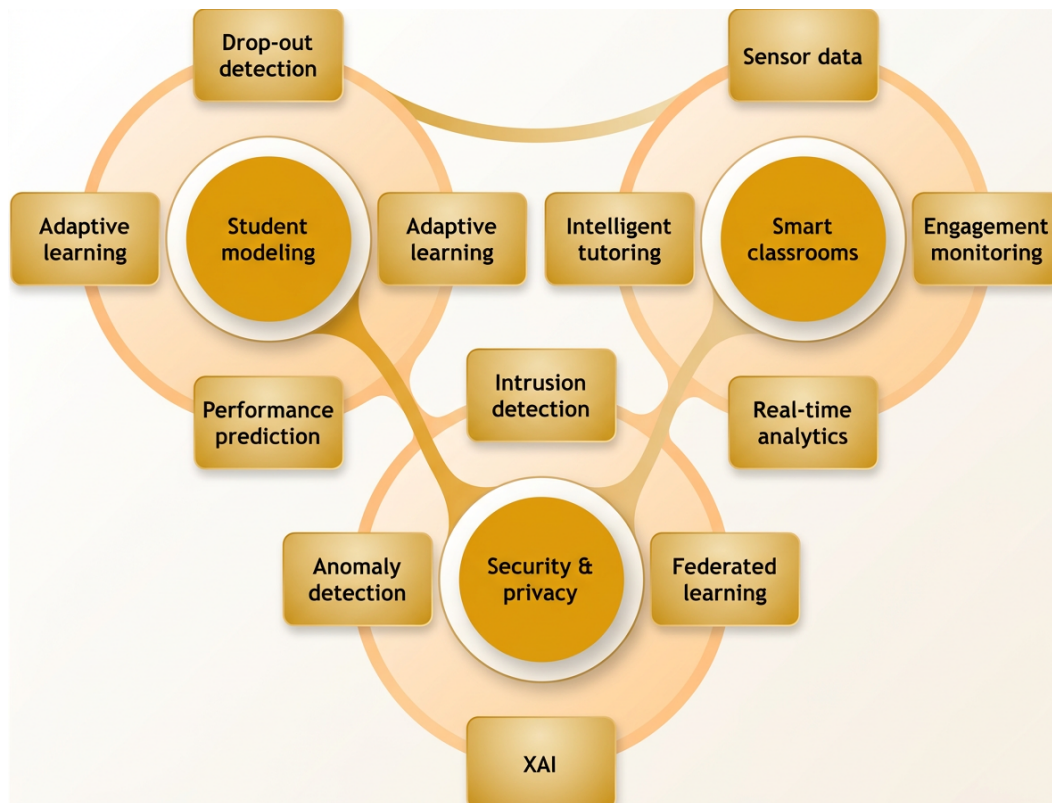 Drop-out
detection
Sensor data
Adaptive
learning
Student
modeling
Adaptive
learning
Intelligent
tutoring
Smart
classrooms
Engagement
monitoring
Performance
prediction
Intrusion
detection
Real-time
analytics
Anomaly
detection
Security &
privacy
Federated
learning
XAI